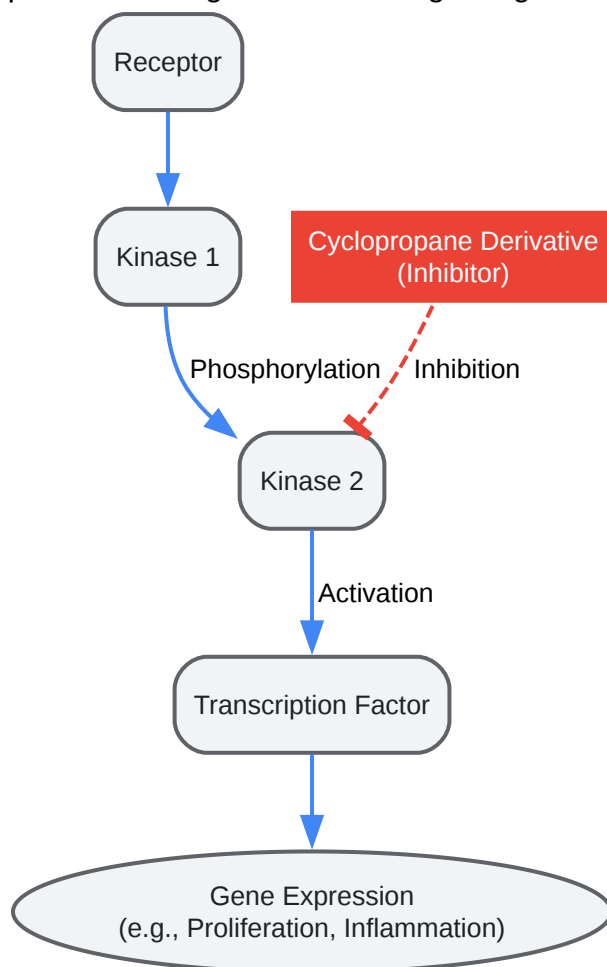 Receptor
Kinase 1
Cyclopropane Derivative
(Inhibitor)
Phosphorylation
Inhibition
Kinase 2
Activation
Transcription Factor
Gene Expression
(e.g., Proliferation, Inflammation)